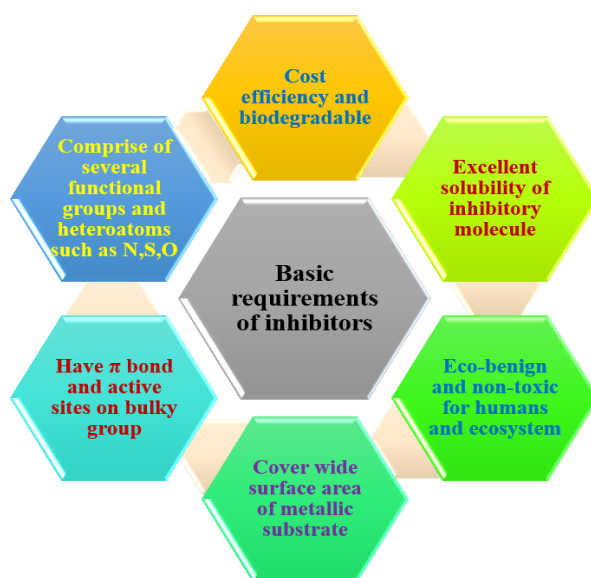 Cost
efficiency and
biodegradable
Excellent
solubility of
inhibitory
molecule
Eco-benign
and non-toxic
for humans
and ecosystem
Cover wide
surface area
of metallic
substrate
Have π bond
and active
sites on bulky
group
Comprise of
several
functional
groups and
heteroatoms
such as N,S,O
Basic
requirements
of inhibitors